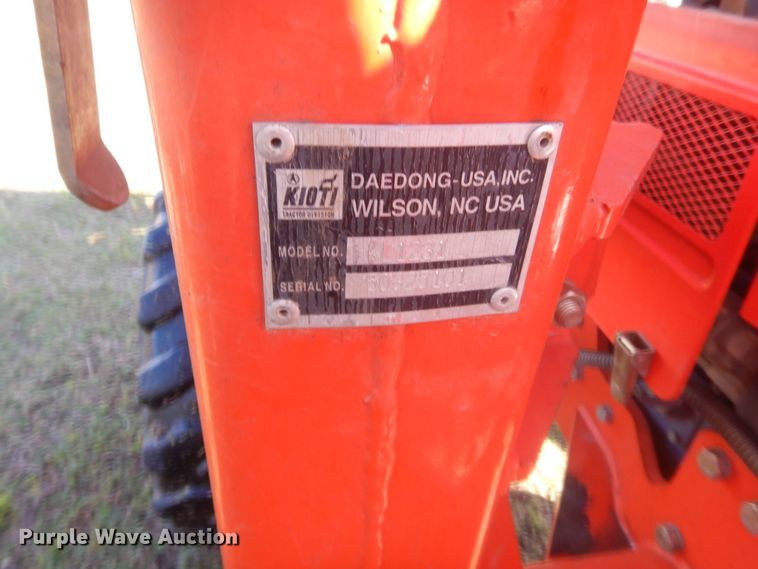 KIOTI
TRACTOR DIVISION
DAEDONG-USA, INC.
WILSON, NC USA
MODEL NO.
SERIAL NO.
Purple Wave Auction